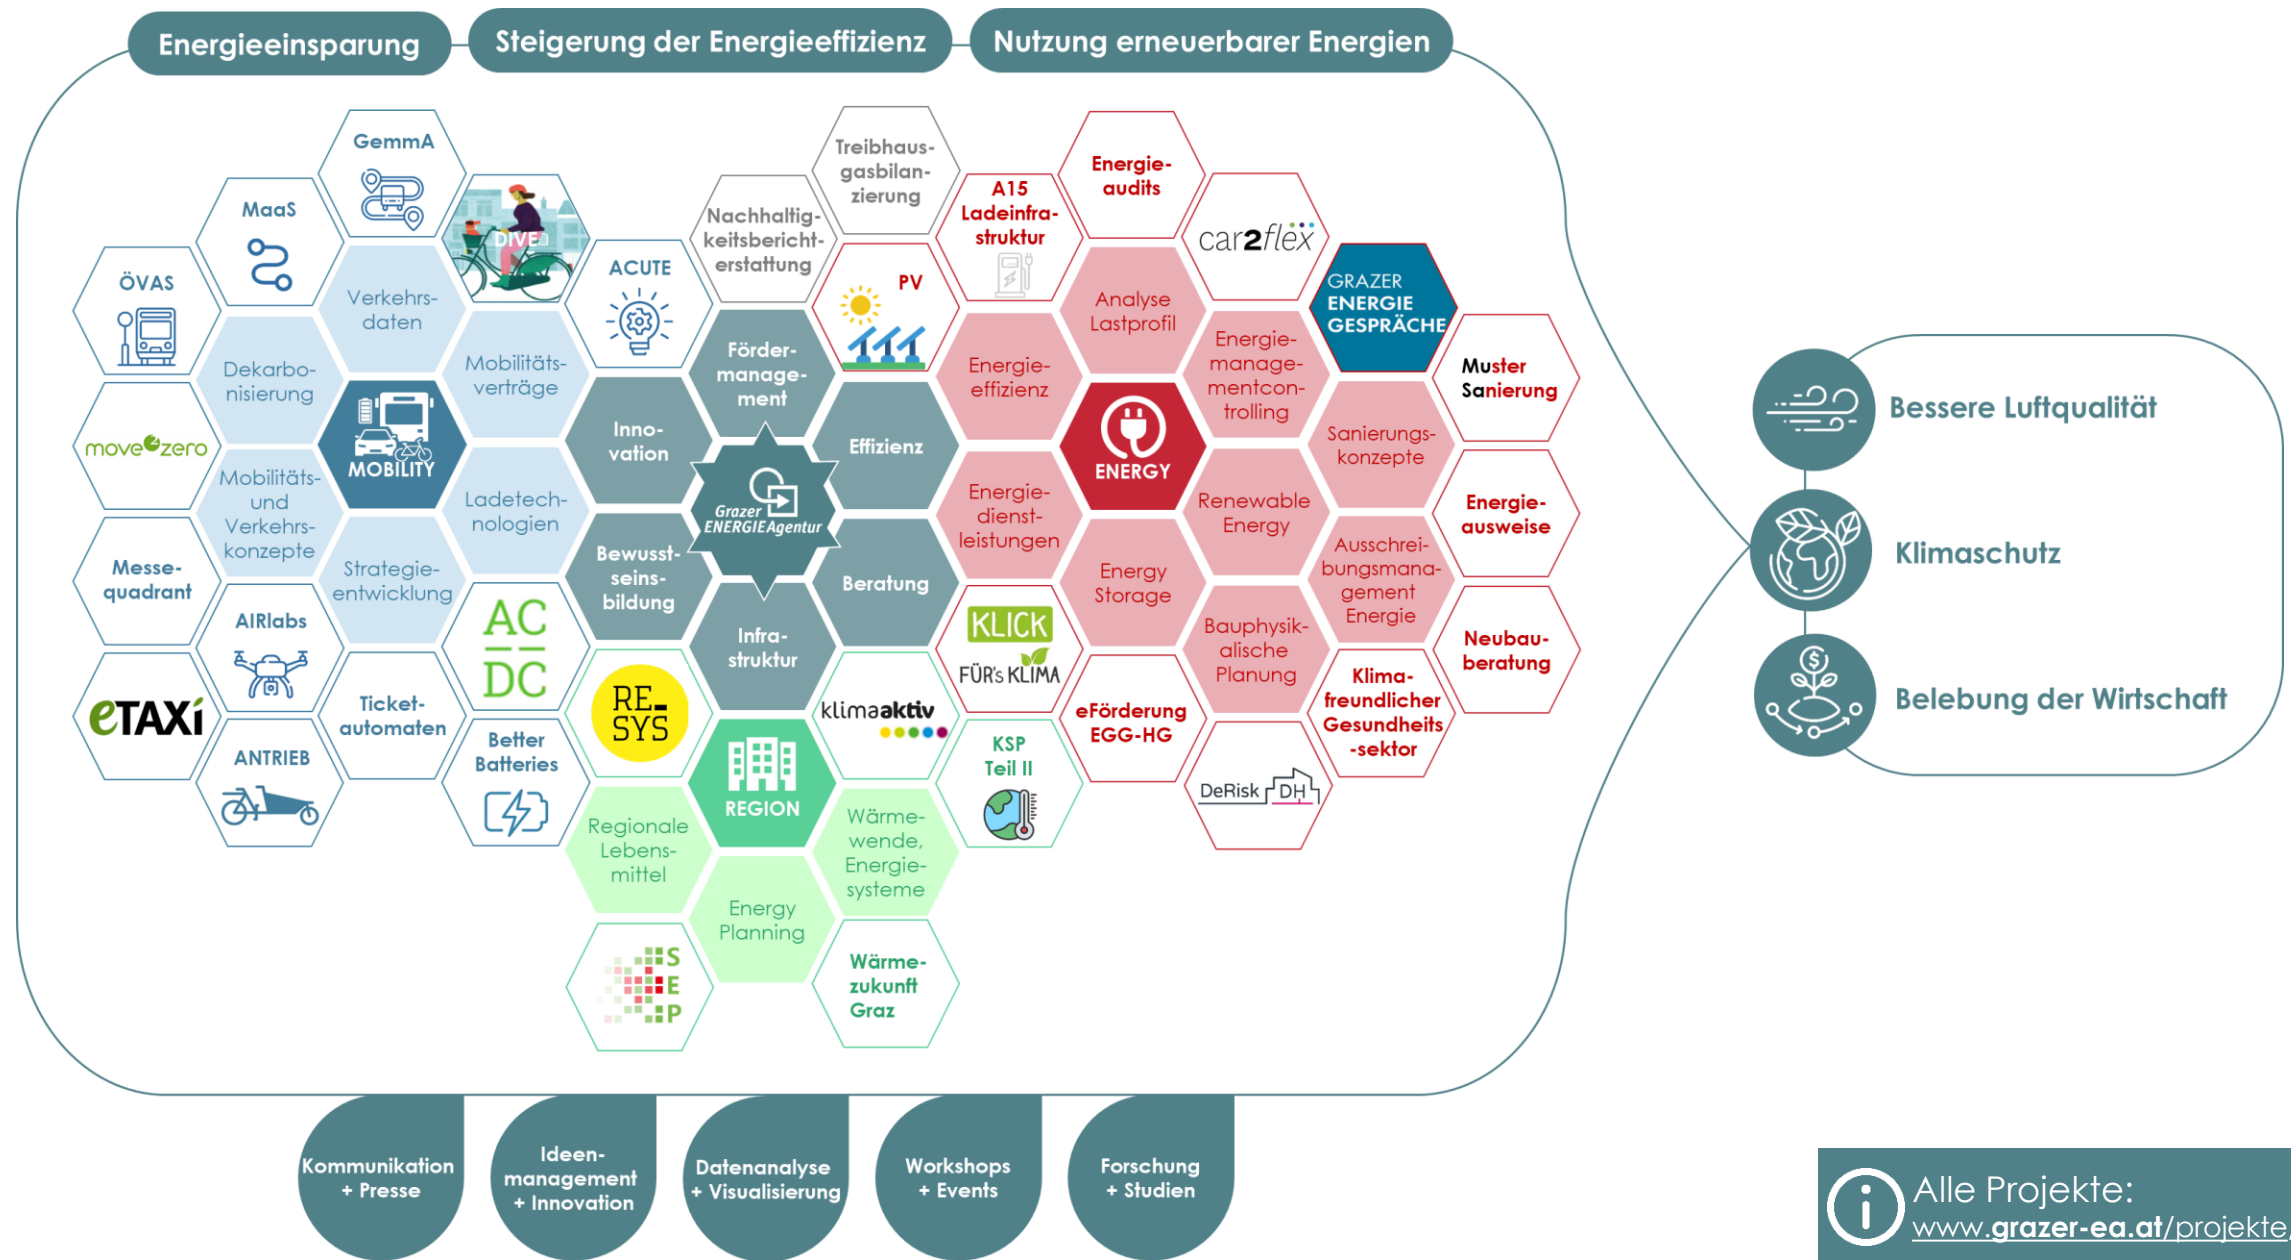 Energieeinsparung
Steigerung der Energieeffizienz
Nutzung erneuerbarer Energien
GemmA
MaaS
ÖVAS
DIVE
ACUTE
Verkehrs-
daten
Dekarbo-
nisierung
Mobilitäts-
verträge
MOBILITY
move2zero
Mobilitäts-
und
Verkehrs-
konzepte
Ladetech-
nologien
Strategie-
entwicklung
Messe-
quadrant
AIRlabs
eTAXi
ANTRIEB
Ticket-
automaten
AC
DC
Better
Batteries
Nachhaltig-
keitsbericht-
erstattung
Treibhaus-
gasbilan-
zierung
Förder-
manage-
ment
Inno-
vation
Effizienz
Grazer
ENERGIEAgentur
Bewusst-
seins-
bildung
Beratung
Infra-
struktur
PV
A15
Ladeinfra-
struktur
Energie-
audits
car2flex
GRAZER
ENERGIE
GESPRÄCHE
Muster
Sanierung
Analyse
Lastprofil
Energie-
effizienz
Energie-
manage-
mentcon-
trolling
ENERGY
Sanierungs-
konzepte
Energie-
dienst-
leistungen
Renewable
Energy
Energie-
ausweise
Energy
Storage
Ausschrei-
bungsmana-
gement
Energie
Bauphysik-
alische
Planung
Neubau-
beratung
KLICK
FÜR's KLIMA
eFörderung
EGG-HG
Klima-
freundlicher
Gesundheits
-sektor
DeRisk DH
RE-
SYS
klimaaktiv
KSP
Teil II
REGION
Regionale
Lebens-
mittel
Wärme-
wende,
Energie-
systeme
Energy
Planning
S
E
P
Wärme-
zukunft
Graz
Bessere Luftqualität
Klimaschutz
$
Belebung der Wirtschaft
Kommunikation
+ Presse
Ideen-
management
+ Innovation
Datenanalyse
+ Visualisierung
Workshops
+ Events
Forschung
+ Studien
i
Alle Projekte:
www.grazer-ea.at/projekte